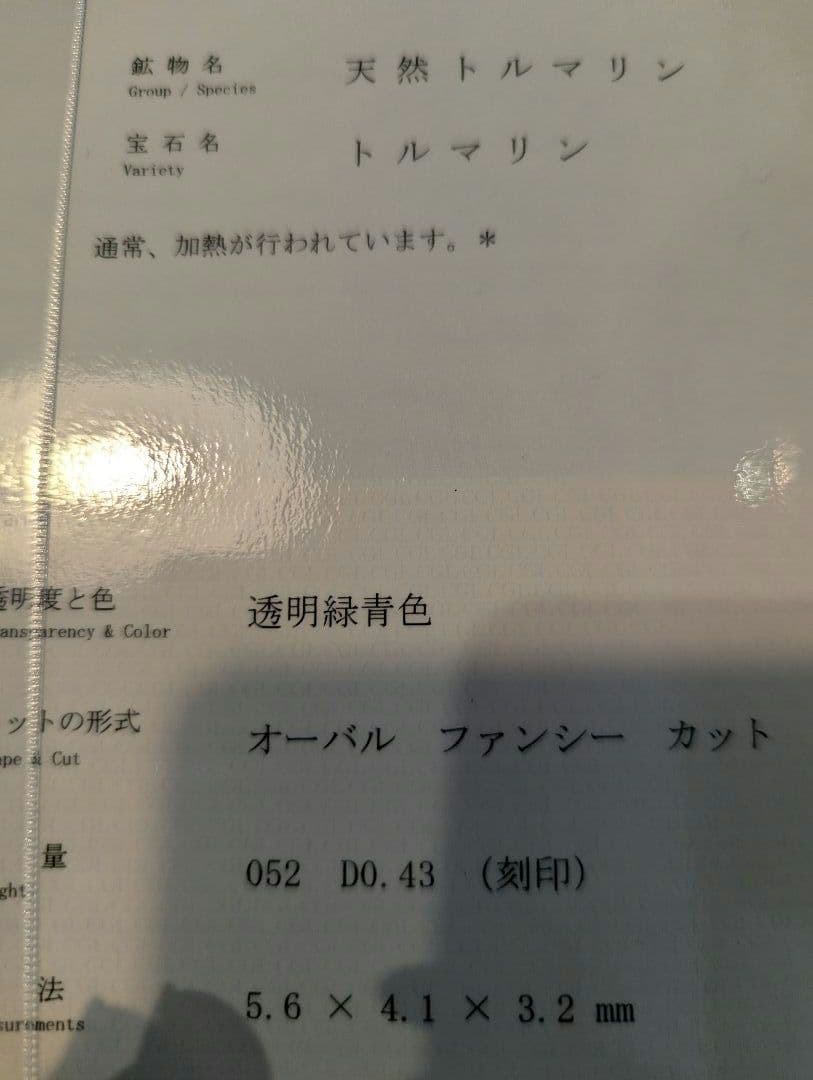 鉱物名 天然トルマリン
Group / Species
宝石名 トルマリン
Variety
通常、加熱が行われています。*
明度と色 透明緑青色
ansparency & Color
ットの形式 オーバル ファンシー カット
ape & Cut
量 052 D0.43 (刻印)
ght
法 5.6 × 4.1 × 3.2 mm
surements